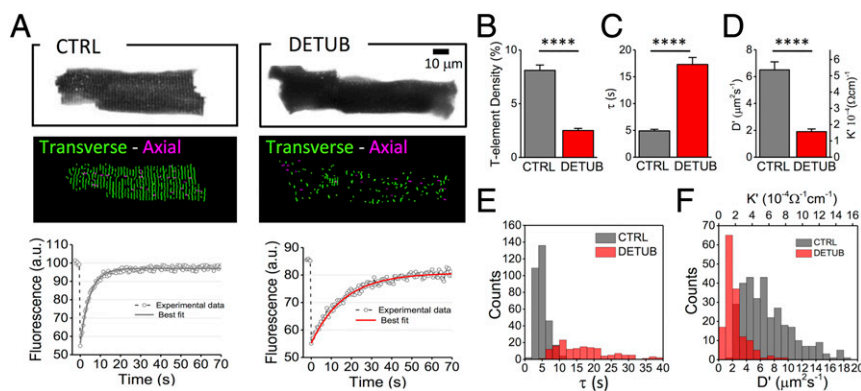 A
CTRL
DETUB
10 μm
Transverse - Axial
Transverse - Axial
Fluorescence (a.u.)
100
90
80
70
60
50
Experimental data
Best fit
0 10 20 30 40 50 60 70
Time (s)
Fluorescence (a.u.)
90
80
70
60
50
Experimental data
Best fit
0 10 20 30 40 50 60 70
Time (s)
B
****
T-element Density (%)
10
5
0
CTRL DETUB
C
****
τ (s)
20
15
10
5
0
CTRL DETUB
D
****
D' (μm²s⁻¹)
8
6
4
2
0
K' 10⁻⁴(Ωcm)⁻¹
6
5
4
3
2
1
0
CTRL DETUB
E
Counts
160
140
120
100
80
60
40
20
0
CTRL
DETUB
0 5 10 15 20 25 30 35 40
τ (s)
F
K' (10⁻⁴Ω⁻¹cm⁻¹)
0 2 4 6 8 10 12 14 16
Counts
70
60
50
40
30
20
10
0
CTRL
DETUB
0 2 4 6 8 10 12 14 16 18 20
D' (μm²s⁻¹)